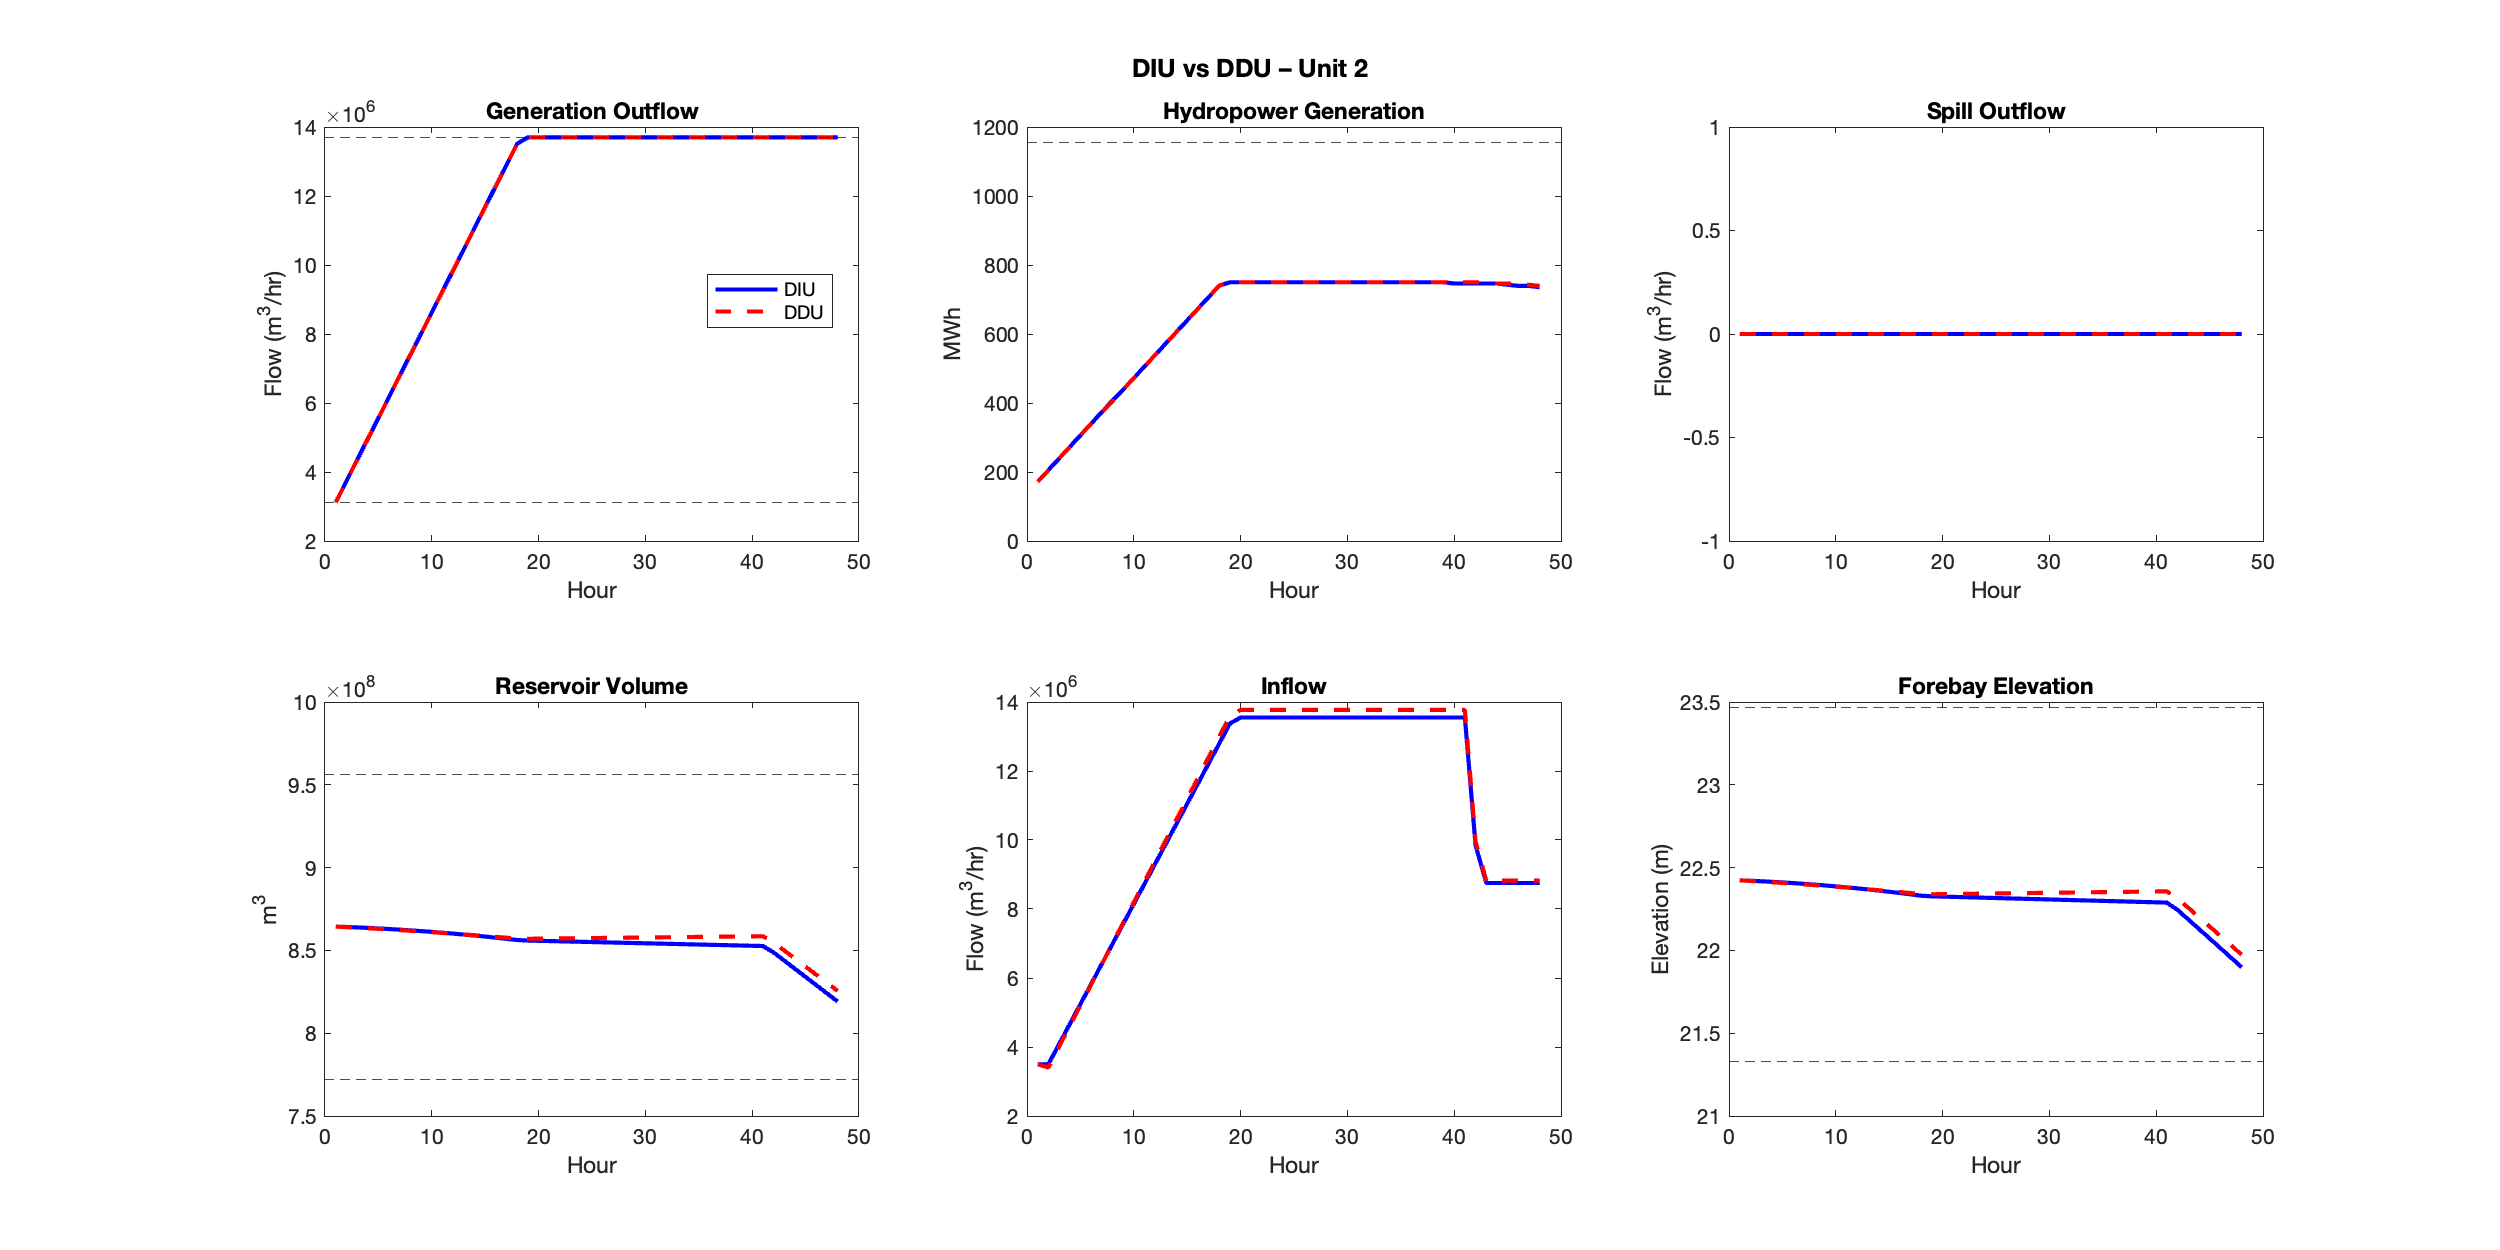 DIU vs DDU – Unit 2
Generation Outflow
×10^6
14
12
10
8
6
4
2
0 10 20 30 40 50
Hour
Flow (m^3/hr)
DIU
DDU
Hydropower Generation
1200
1000
800
600
400
200
0
0 10 20 30 40 50
Hour
MWh
Spill Outflow
1
0.5
0
-0.5
-1
0 10 20 30 40 50
Hour
Flow (m^3/hr)
Reservoir Volume
×10^8
10
9.5
9
8.5
8
7.5
0 10 20 30 40 50
Hour
m^3
Inflow
×10^6
14
12
10
8
6
4
2
0 10 20 30 40 50
Hour
Flow (m^3/hr)
Forebay Elevation
23.5
23
22.5
22
21.5
21
0 10 20 30 40 50
Hour
Elevation (m)